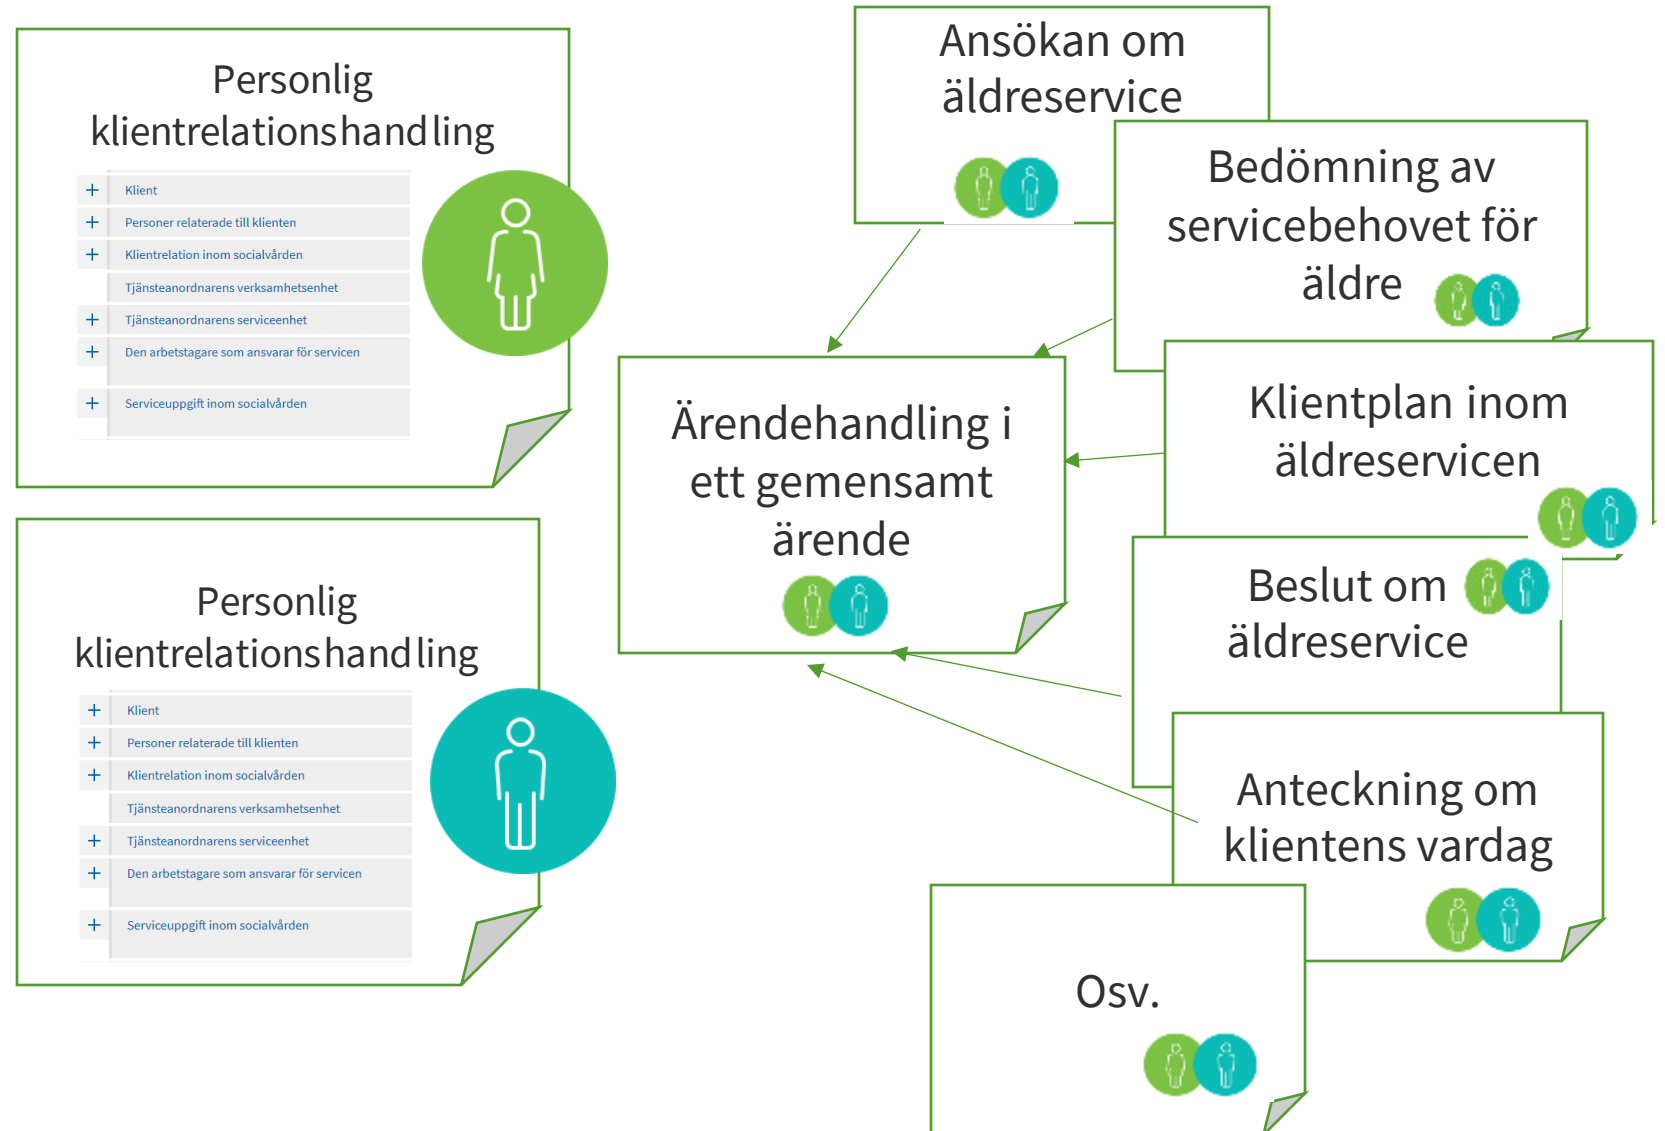 Personlig
klientrelationshandling
+ Klient
+ Personer relaterade till klienten
+ Klientrelation inom socialvården
Tjänsteanordnarens verksamhetsenhet
+ Tjänsteanordnarens serviceenhet
+ Den arbetstagare som ansvarar för servicen
+ Serviceuppgift inom socialvården
Personlig
klientrelationshandling
+ Klient
+ Personer relaterade till klienten
+ Klientrelation inom socialvården
Tjänsteanordnarens verksamhetsenhet
+ Tjänsteanordnarens serviceenhet
+ Den arbetstagare som ansvarar för servicen
+ Serviceuppgift inom socialvården
Ärendehandling i
ett gemensamt
ärende
Ansökan om
äldreservice
Bedömning av
servicebehovet för
äldre
Klientplan inom
äldreservicen
Beslut om
äldreservice
Anteckning om
klientens vardag
Osv.